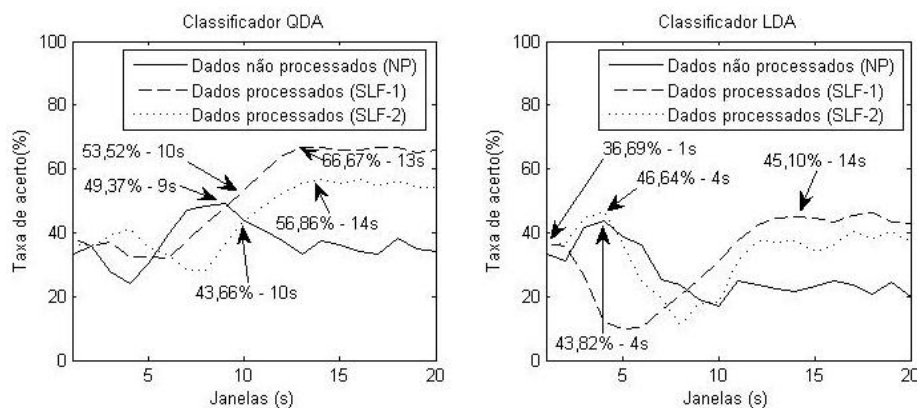 Classificador QDA
Taxa de acerto(%)
100
80
60
40
20
0
Dados não processados (NP)
Dados processados (SLF-1)
Dados processados (SLF-2)
53,52% - 10s
49,37% - 9s
66,67% - 13s
56,86% - 14s
43,66% - 10s
5
10
15
20
Janelas (s)
Classificador LDA
Taxa de acerto(%)
100
80
60
40
20
0
Dados não processados (NP)
Dados processados (SLF-1)
Dados processados (SLF-2)
36,69% - 1s
46,64% - 4s
45,10% - 14s
43,82% - 4s
5
10
15
20
Janelas (s)